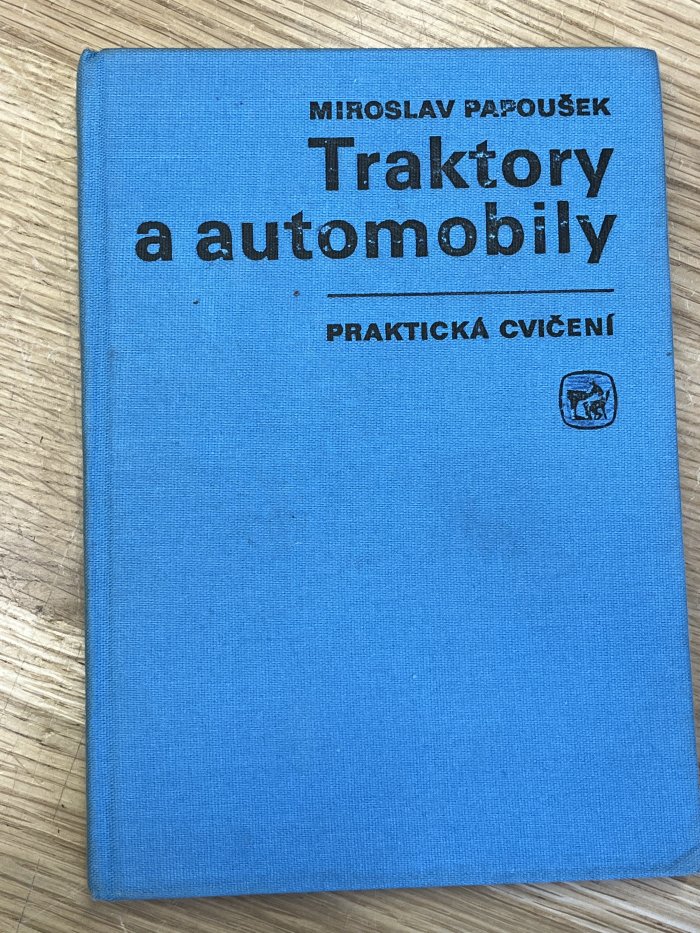 MIROSLAV PAPOUŠEK
Traktory
a automobily
PRAKTICKÁ CVIČENÍ